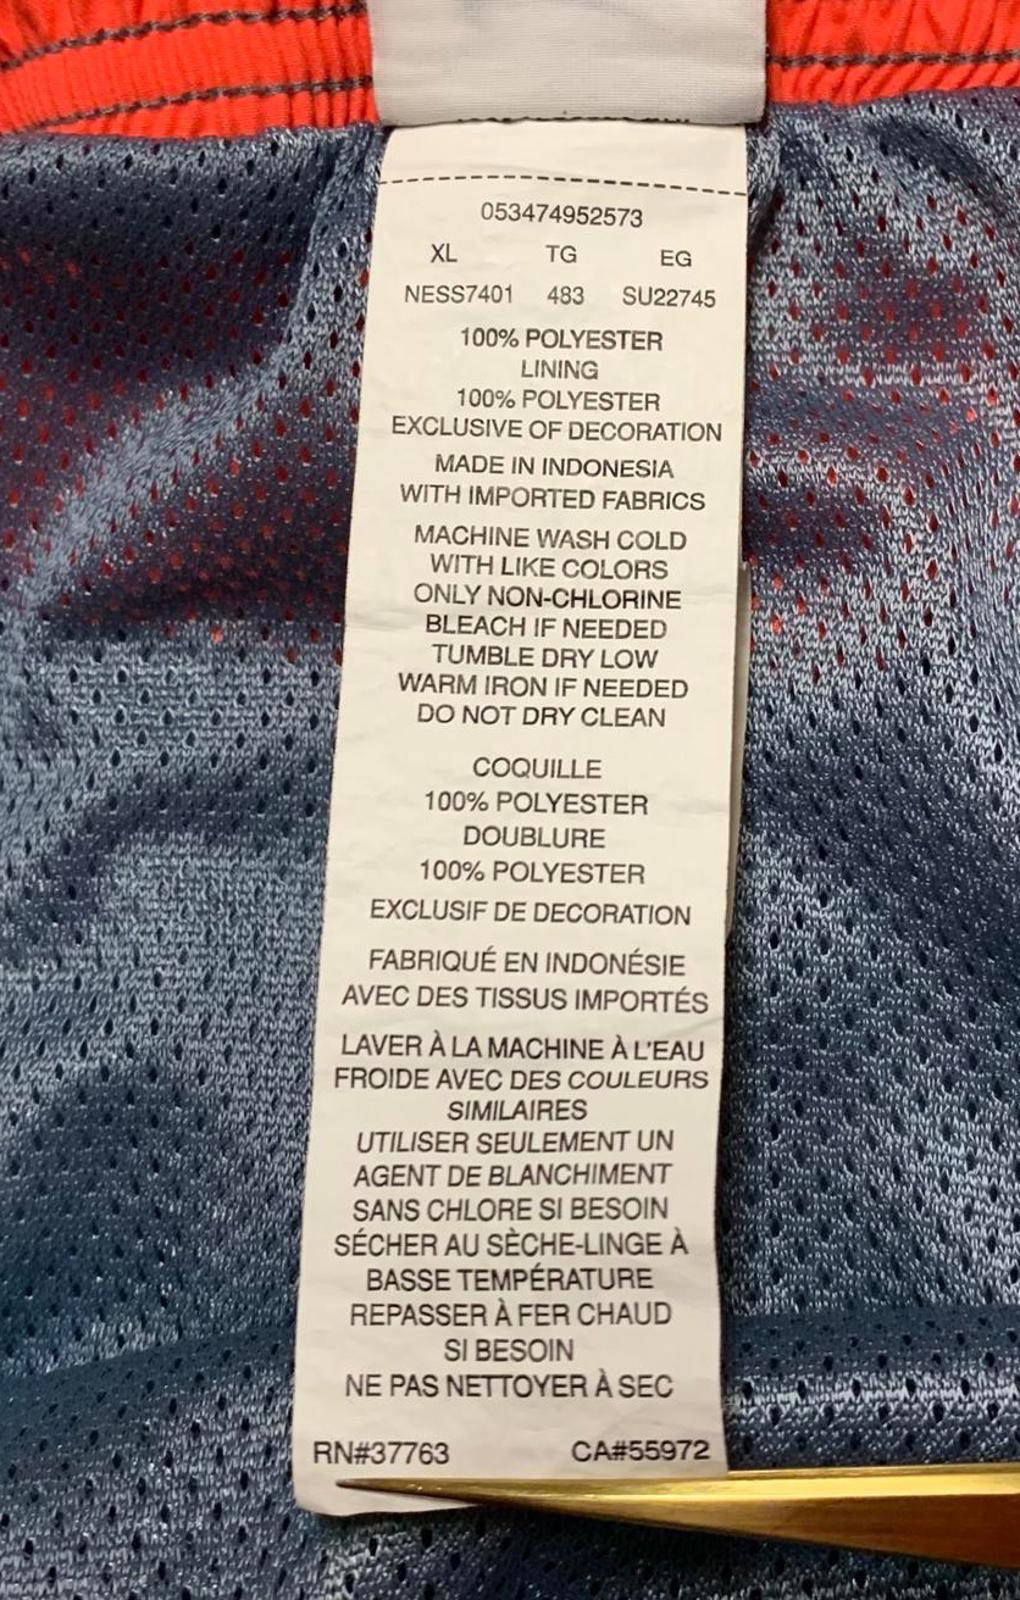 053474952573
XL TG EG
NESS7401 483 SU22745
100% POLYESTER
LINING
100% POLYESTER
EXCLUSIVE OF DECORATION
MADE IN INDONESIA
WITH IMPORTED FABRICS
MACHINE WASH COLD
WITH LIKE COLORS
ONLY NON-CHLORINE
BLEACH IF NEEDED
TUMBLE DRY LOW
WARM IRON IF NEEDED
DO NOT DRY CLEAN
COQUILLE
100% POLYESTER
DOUBLURE
100% POLYESTER
EXCLUSIF DE DECORATION
FABRIQUÉ EN INDONÉSIE
AVEC DES TISSUS IMPORTÉS
LAVER À LA MACHINE À L'EAU
FROIDE AVEC DES COULEURS
SIMILAIRES
UTILISER SEULEMENT UN
AGENT DE BLANCHIMENT
SANS CHLORE SI BESOIN
SÉCHER AU SÈCHE-LINGE À
BASSE TEMPÉRATURE
REPASSER À FER CHAUD
SI BESOIN
NE PAS NETTOYER À SEC
RN#37763 CA#55972